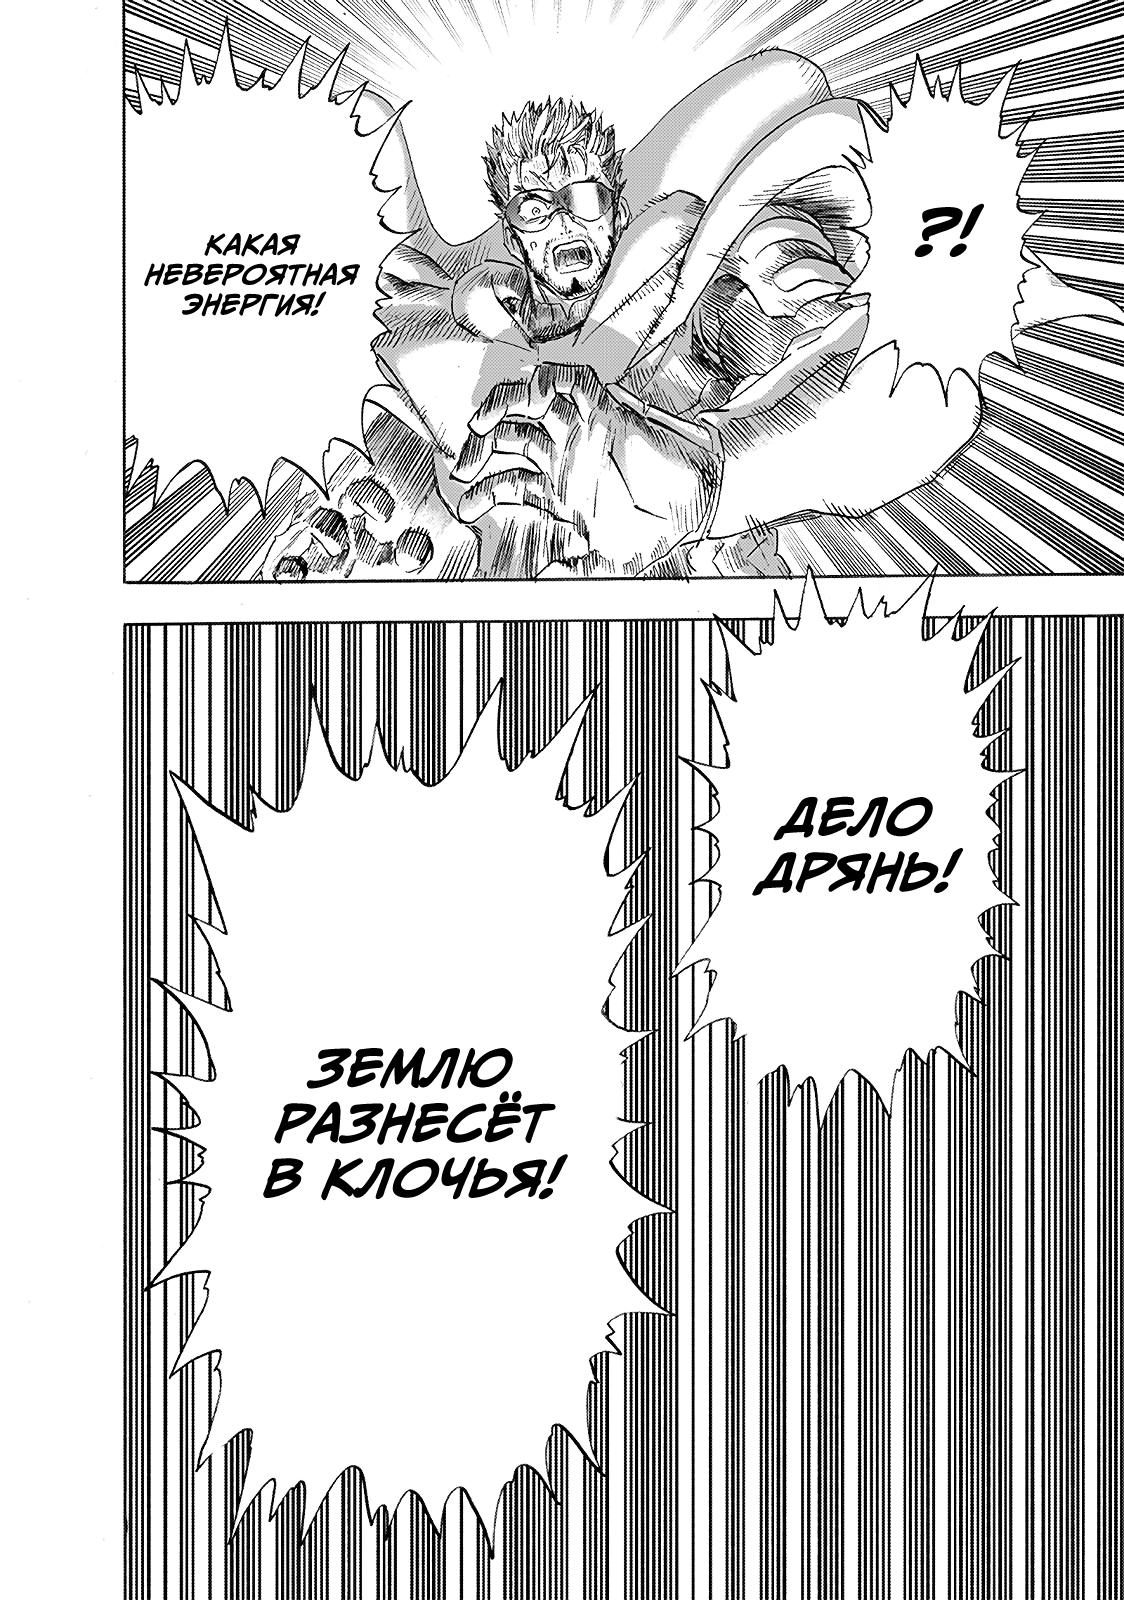 ?!
КАКАЯ
НЕВЕРОЯТНАЯ
ЭНЕРГИЯ!
ДЕЛО
ДРЯНЬ!
ЗЕМЛЮ
РАЗНЕСЁТ
В КЛОЧЬЯ!